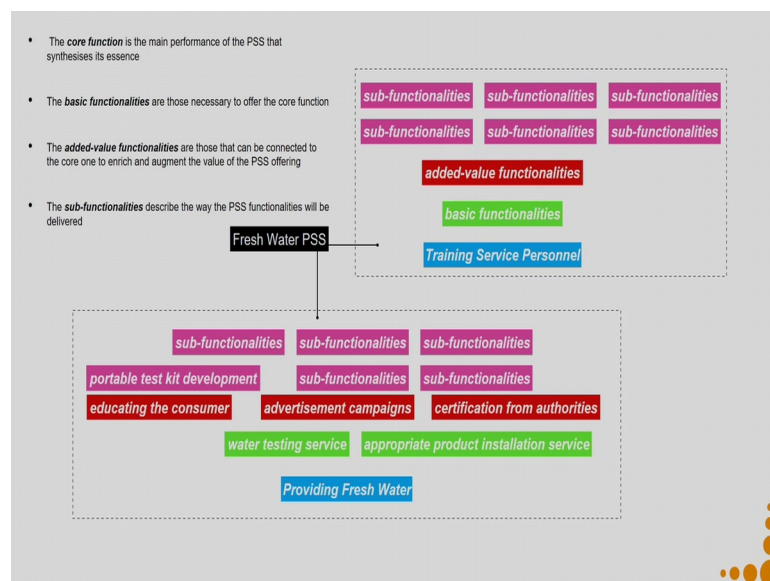 • The core function is the main performance of the PSS that
synthesises its essence
• The basic functionalities are those necessary to offer the core function
• The added-value functionalities are those that can be connected to
the core one to enrich and augment the value of the PSS offering
• The sub-functionalities describe the way the PSS functionalities will be
delivered
sub-functionalities sub-functionalities sub-functionalities
sub-functionalities sub-functionalities sub-functionalities
added-value functionalities
basic functionalities
Fresh Water PSS
Training Service Personnel
sub-functionalities sub-functionalities sub-functionalities
portable test kit development sub-functionalities sub-functionalities
educating the consumer advertisement campaigns certification from authorities
water testing service appropriate product installation service
Providing Fresh Water